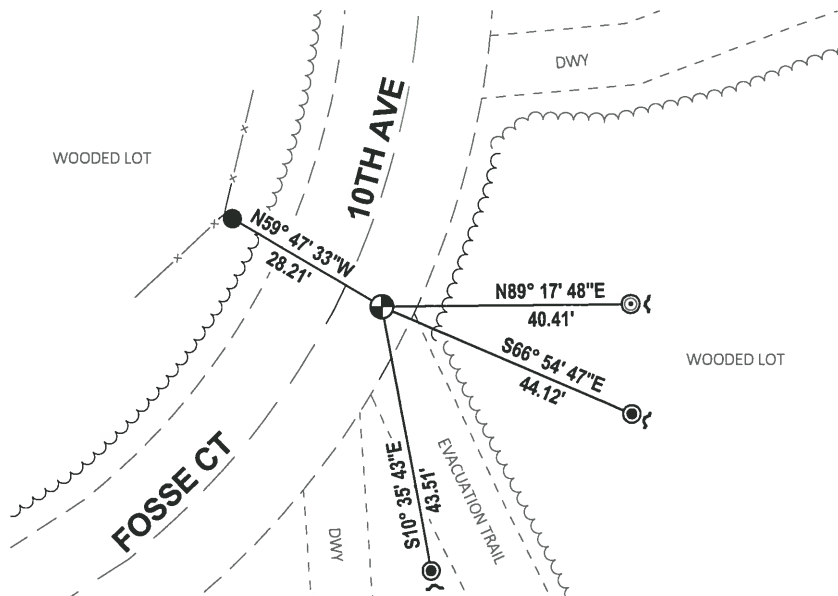 DWY
10TH AVE
WOODED LOT
N59° 47' 33"W
28.21'
N89° 17' 48"E
40.41'
S66° 54' 47"E
44.12'
WOODED LOT
FOSSE CT
S10° 35' 43"E
43.51'
EVACUATION TRAIL
DWY